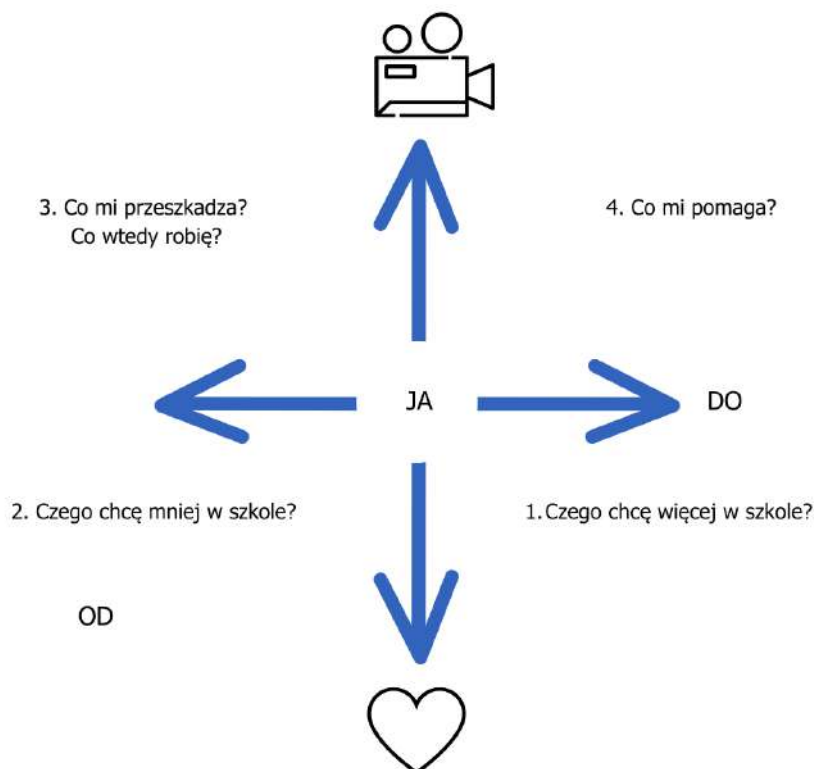 3. Co mi przeszkadza?
Co wtedy robię?
4. Co mi pomaga?
JA
DO
2. Czego chcę mniej w szkole?
1.Czego chcę więcej w szkole?
OD